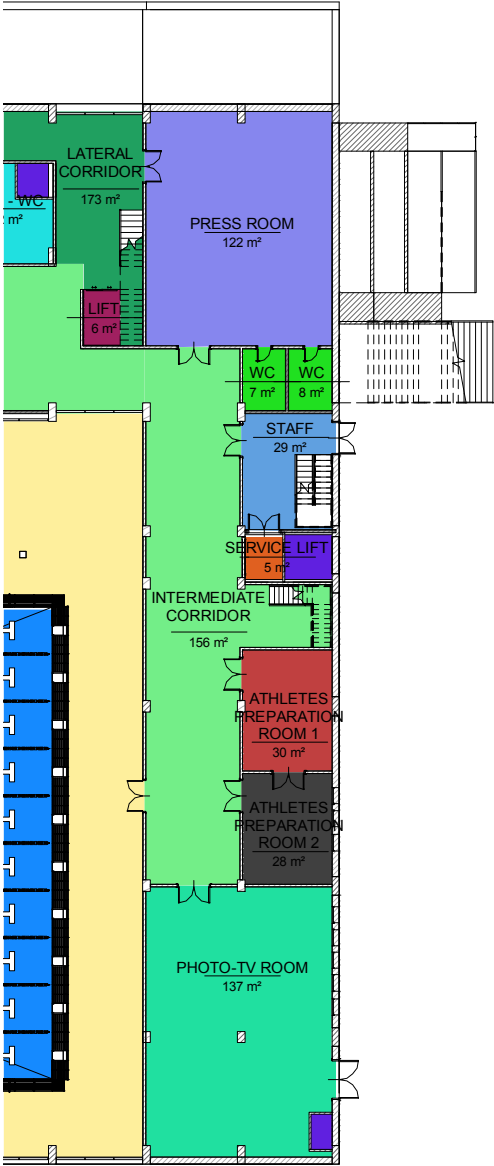 LATERAL
CORRIDOR
173 m²
- WC
m²
PRESS ROOM
122 m²
LIFT
6 m²
WC
7 m²
WC
8 m²
STAFF
29 m²
SERVICE LIFT
5 m²
INTERMEDIATE
CORRIDOR
156 m²
ATHLETES
PREPARATION
ROOM 1
30 m²
ATHLETES
PREPARATION
ROOM 2
28 m²
PHOTO-TV ROOM
137 m²